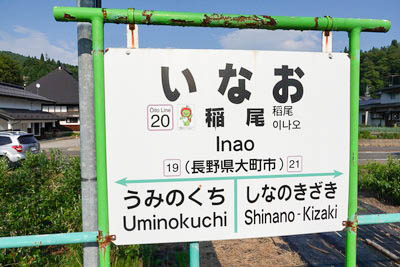 いなお
Ōito Line
20
稲尾
稲尾
이나오
Inao
19 (長野県大町市) 21
うみのくち しなのきざき
Uminokuchi Shinano-Kizaki